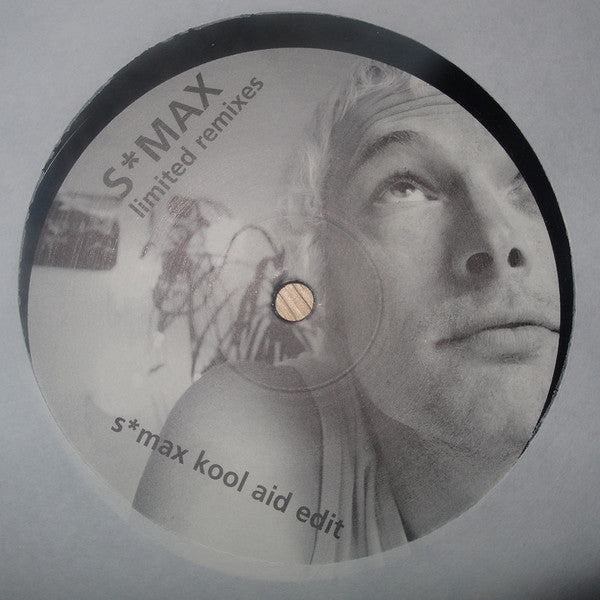 S*MAX
limited remixes
s*max kool aid edit